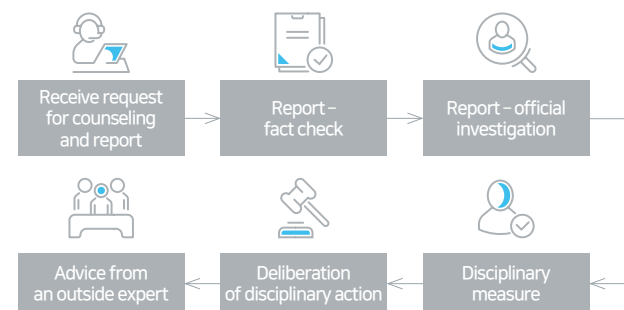 Receive request
for counseling
and report
Report –
fact check
Report – official
investigation
Advice from
an outside expert
Deliberation
of disciplinary action
Disciplinary
measure